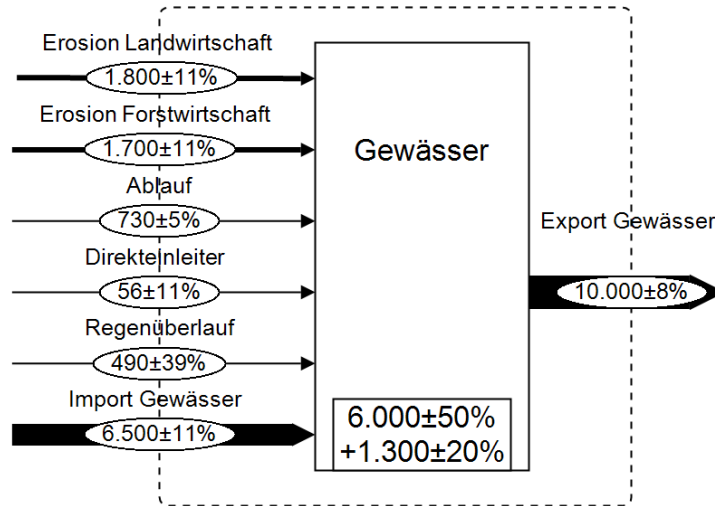 Erosion Landwirtschaft
1.800±11%
Erosion Forstwirtschaft
1.700±11%
Ablauf
730±5%
Direkteinleiter
56±11%
Regenüberlauf
490±39%
Import Gewässer
6.500±11%
Gewässer
6.000±50%
+1.300±20%
Export Gewässer
10.000±8%